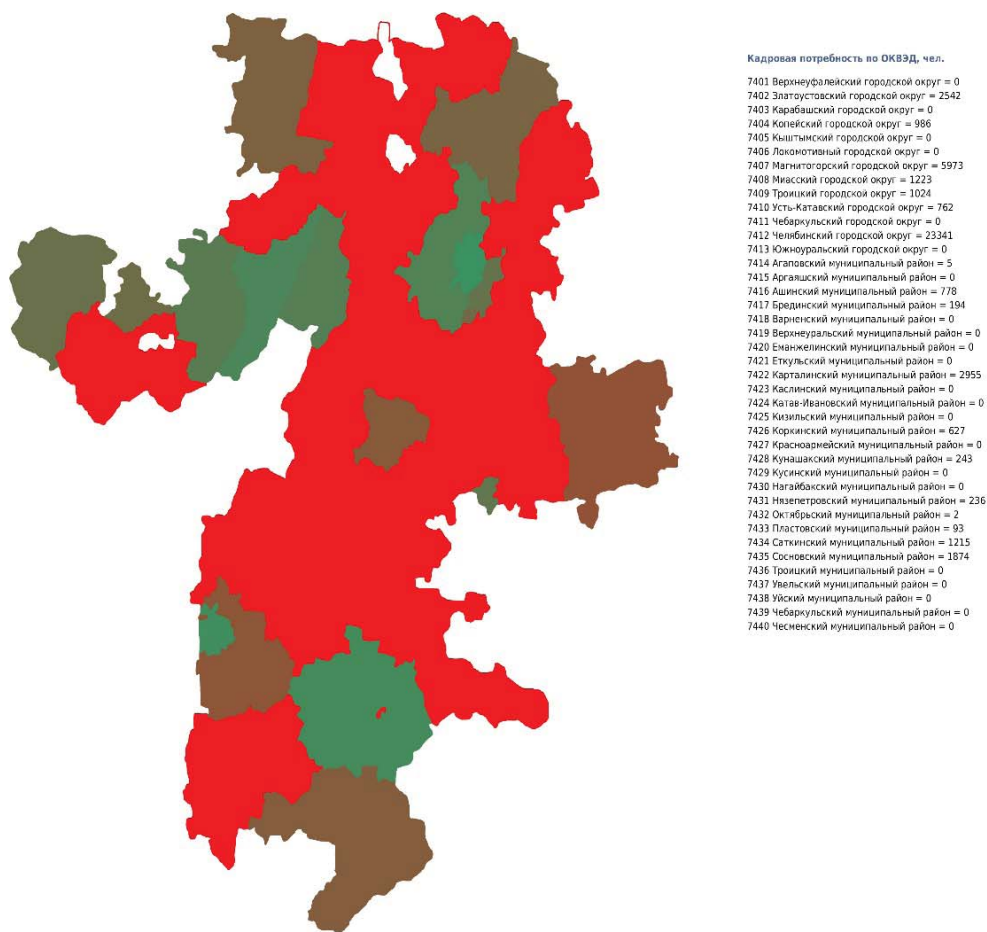 Кадровая потребность по ОКВЭД, чел.
7401 Верхнеуфалейский городской округ = 0
7402 Златоустовский городской округ = 2542
7403 Карабашский городской округ = 0
7404 Копейский городской округ = 986
7405 Кыштымский городской округ = 0
7406 Локомотивный городской округ = 0
7407 Магнитогорский городской округ = 5973
7408 Миасский городской округ = 1223
7409 Троицкий городской округ = 1024
7410 Усть-Катавский городской округ = 762
7411 Чебаркульский городской округ = 0
7412 Челябинский городской округ = 23341
7413 Южноуральский городской округ = 0
7414 Агаповский муниципальный район = 5
7415 Аргаяшский муниципальный район = 0
7416 Ашинский муниципальный район = 778
7417 Брединский муниципальный район = 194
7418 Варненский муниципальный район = 0
7419 Верхнеуральский муниципальный район = 0
7420 Еманжелинский муниципальный район = 0
7421 Еткульский муниципальный район = 0
7422 Карталинский муниципальный район = 2955
7423 Каслинский муниципальный район = 0
7424 Катав-Ивановский муниципальный район = 0
7425 Кизильский муниципальный район = 0
7426 Коркинский муниципальный район = 627
7427 Красноармейский муниципальный район = 0
7428 Кунашакский муниципальный район = 243
7429 Кусинский муниципальный район = 0
7430 Нагайбакский муниципальный район = 0
7431 Нязепетровский муниципальный район = 236
7432 Октябрьский муниципальный район = 2
7433 Пластовский муниципальный район = 93
7434 Саткинский муниципальный район = 1215
7435 Сосновский муниципальный район = 1874
7436 Троицкий муниципальный район = 0
7437 Увельский муниципальный район = 0
7438 Уйский муниципальный район = 0
7439 Чебаркульский муниципальный район = 0
7440 Чесменский муниципальный район = 0